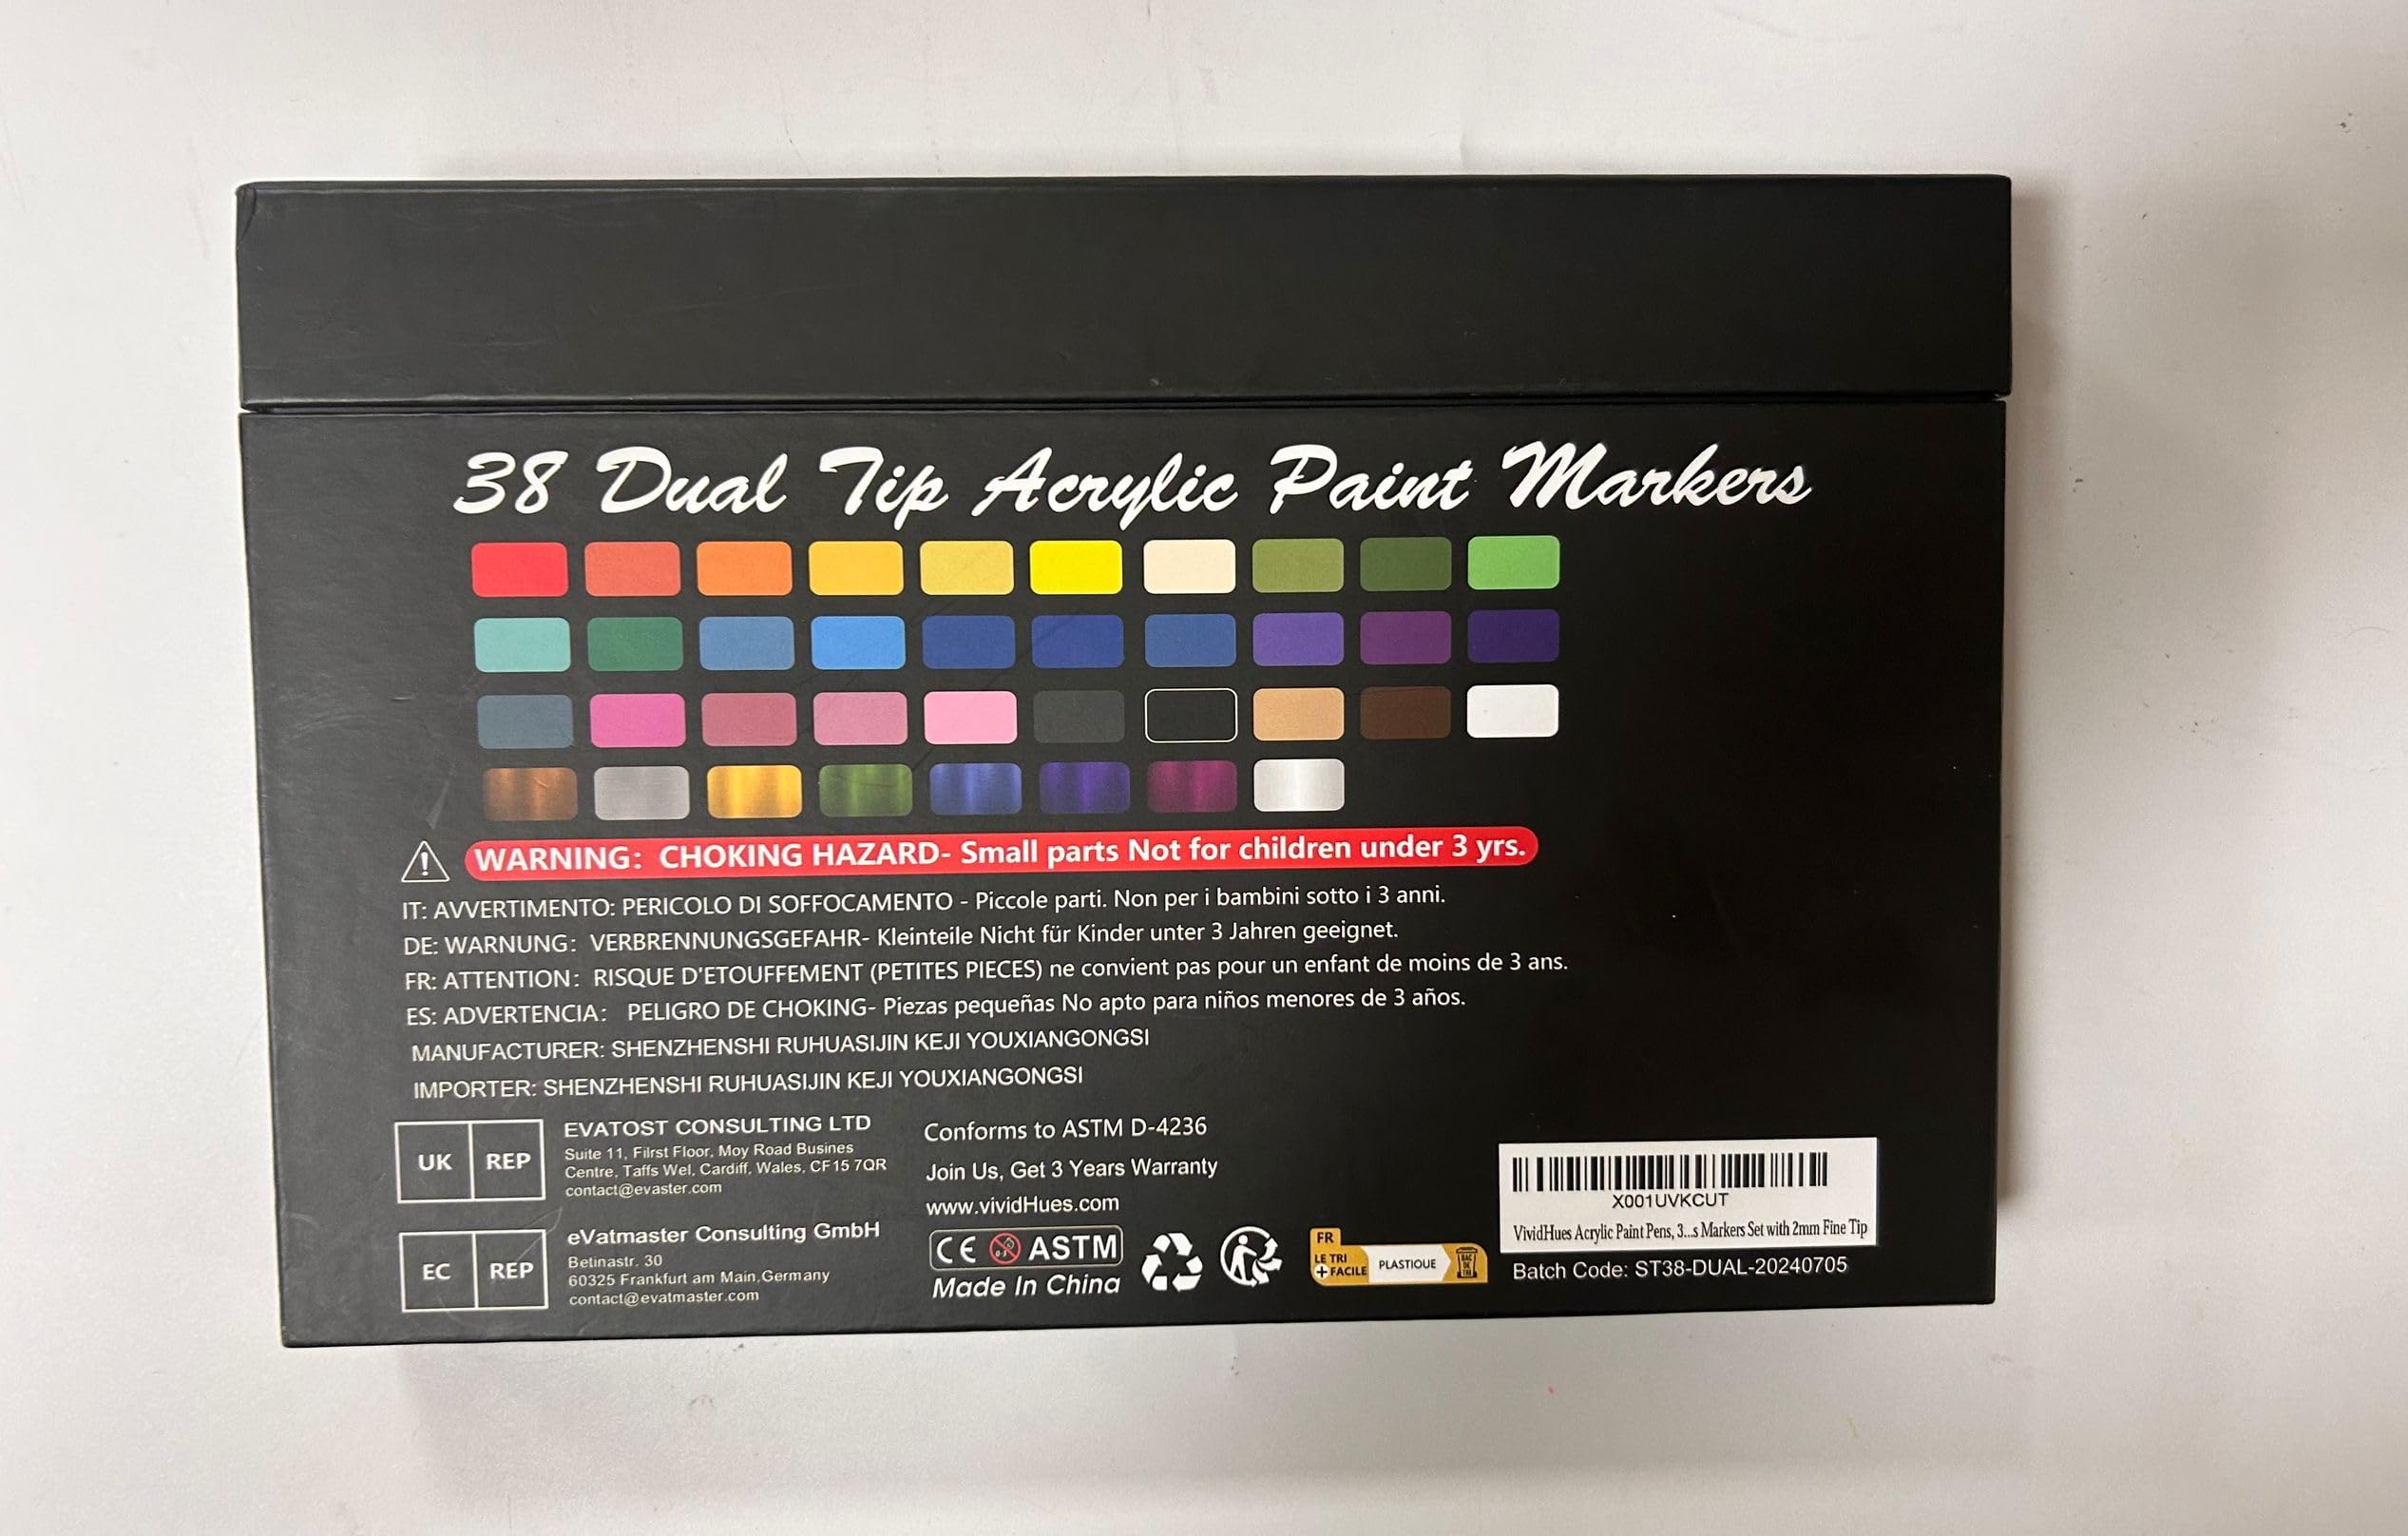 38 Dual Tip Acrylic Paint Markers
WARNING: CHOKING HAZARD- Small parts Not for children under 3 yrs.
IT: AVVERTIMENTO: PERICOLO DI SOFFOCAMENTO - Piccole parti. Non per i bambini sotto i 3 anni.
DE: WARNUNG: VERBRENNUNGSGEFAHR- Kleinteile Nicht für Kinder unter 3 Jahren geeignet.
FR: ATTENTION: RISQUE D'ETOUFFEMENT (PETITES PIECES) ne convient pas pour un enfant de moins de 3 ans.
ES: ADVERTENCIA: PELIGRO DE CHOKING- Piezas pequeñas No apto para niños menores de 3 años.
MANUFACTURER: SHENZHENSHI RUHUASIJIN KEJI YOUXIANGONGSI
IMPORTER: SHENZHENSHI RUHUASIJIN KEJI YOUXIANGONGSI
UK REP
EVATOST CONSULTING LTD
Suite 11, Filrst Floor, Moy Road Busines
Centre, Taffs Wel, Cardiff, Wales, CF15 7QR
contact@evaster.com
EC REP
eVatmaster Consulting GmbH
Betinastr. 30
60325 Frankfurt am Main,Germany
contact@evatmaster.com
Conforms to ASTM D-4236
Join Us, Get 3 Years Warranty
www.vividHues.com
CE 0-3 ASTM
Made In China
FR
LE TRI
+ FACILE
PLASTIQUE
BAC
DE
TRI
X001UVKCUT
VividHues Acrylic Paint Pens, 3...s Markers Set with 2mm Fine Tip
Batch Code: ST38-DUAL-20240705